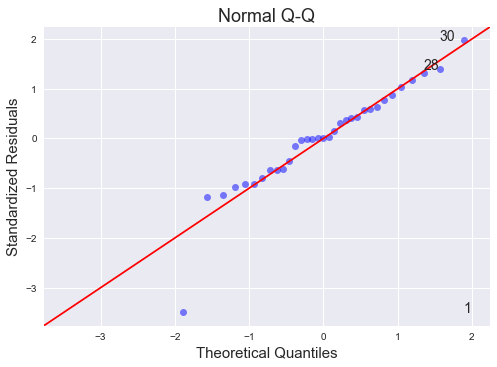 Normal Q-Q
30
2
28
1
0
−1
−2
−3
1
Standardized Residuals
−3 −2 −1 0 1 2
Theoretical Quantiles